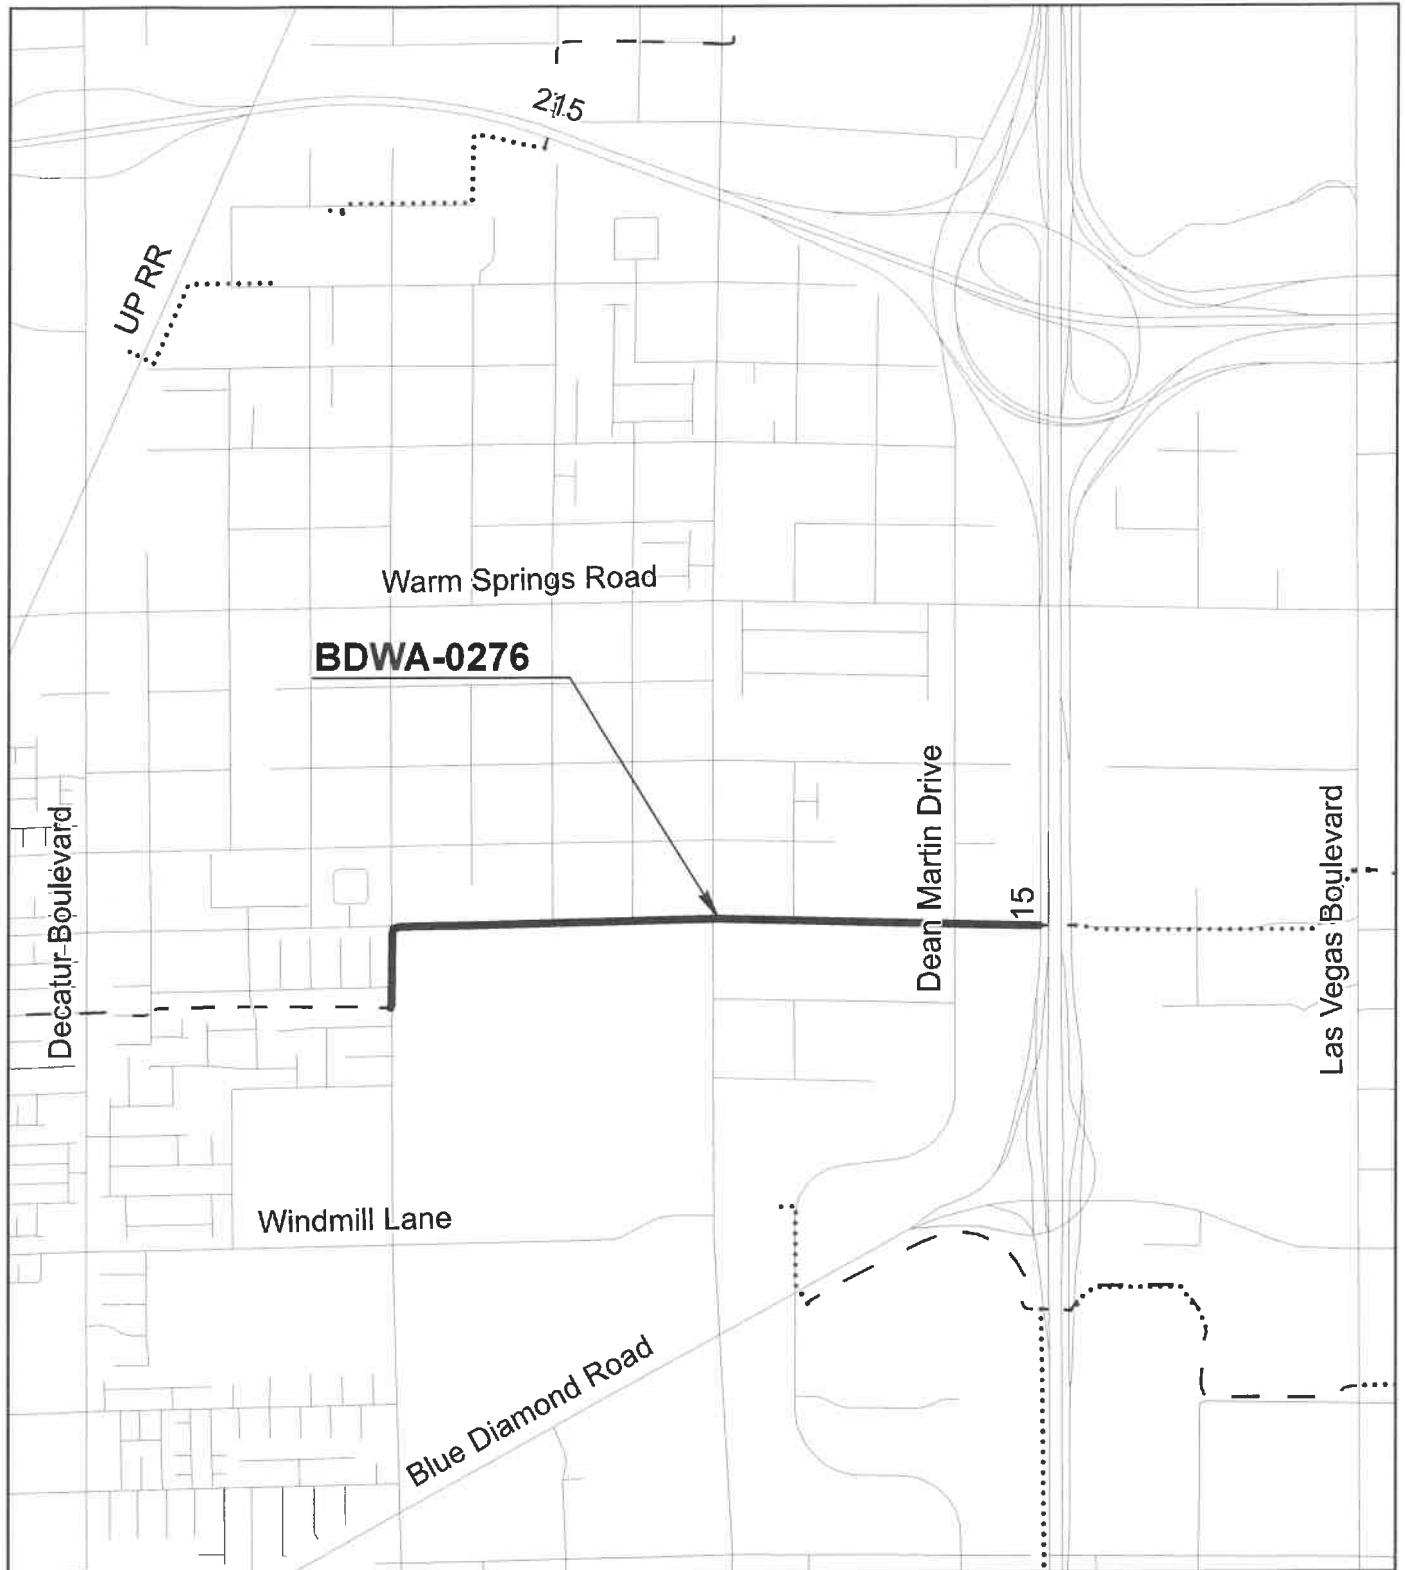 215
UP RR
Warm Springs Road
BDWA-0276
Dean Martin Drive
Decatur Boulevard
Las Vegas Boulevard
15
Windmill Lane
Blue Diamond Road